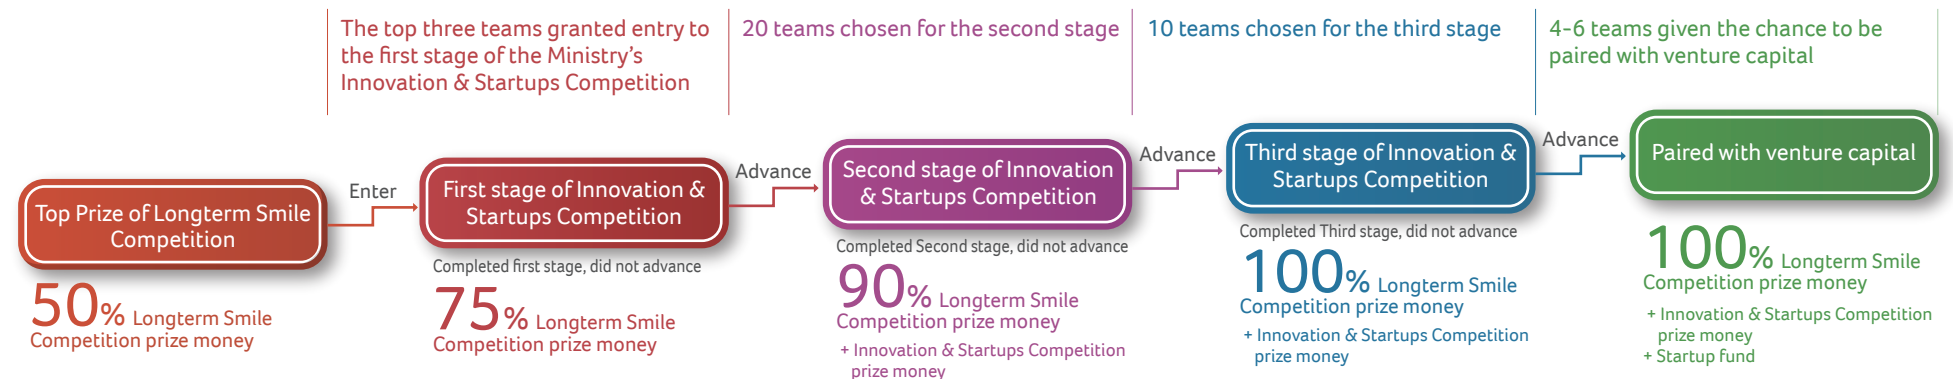 The top three teams granted entry to
the first stage of the Ministry's
Innovation & Startups Competition
20 teams chosen for the second stage
10 teams chosen for the third stage
4-6 teams given the chance to be
paired with venture capital
Top Prize of Longterm Smile
Competition
50% Longterm Smile
Competition prize money
Enter
First stage of Innovation &
Startups Competition
Completed first stage, did not advance
75% Longterm Smile
Competition prize money
Advance
Second stage of Innovation
& Startups Competition
Completed Second stage, did not advance
90% Longterm Smile
Competition prize money
+ Innovation & Startups Competition
prize money
Advance
Third stage of Innovation &
Startups Competition
Completed Third stage, did not advance
100% Longterm Smile
Competition prize money
+ Innovation & Startups Competition
prize money
Advance
Paired with venture capital
100% Longterm Smile
Competition prize money
+ Innovation & Startups Competition
prize money
+ Startup fund